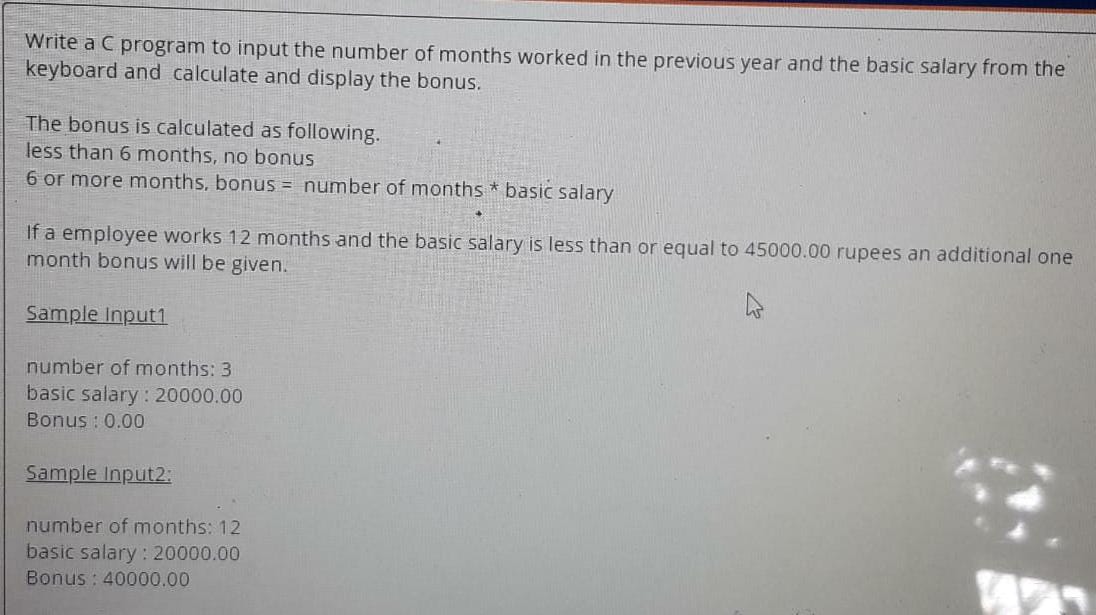 Write a C program to input the number of months worked in the previous year and the basic salary from the
keyboard and calculate and display the bonus.
The bonus is calculated as following.
less than 6 months, no bonus
6 or more months, bonus = number of months * basic salary
If a employee works 12 months and the basic salary is less than or equal to 45000.00 rupees an additional one
month bonus will be given.
Sample Input1
number of months: 3
basic salary : 20000.00
Bonus : 0.00
Sample Input2:
number of months: 12
basic salary : 20000.00
Bonus : 40000.00